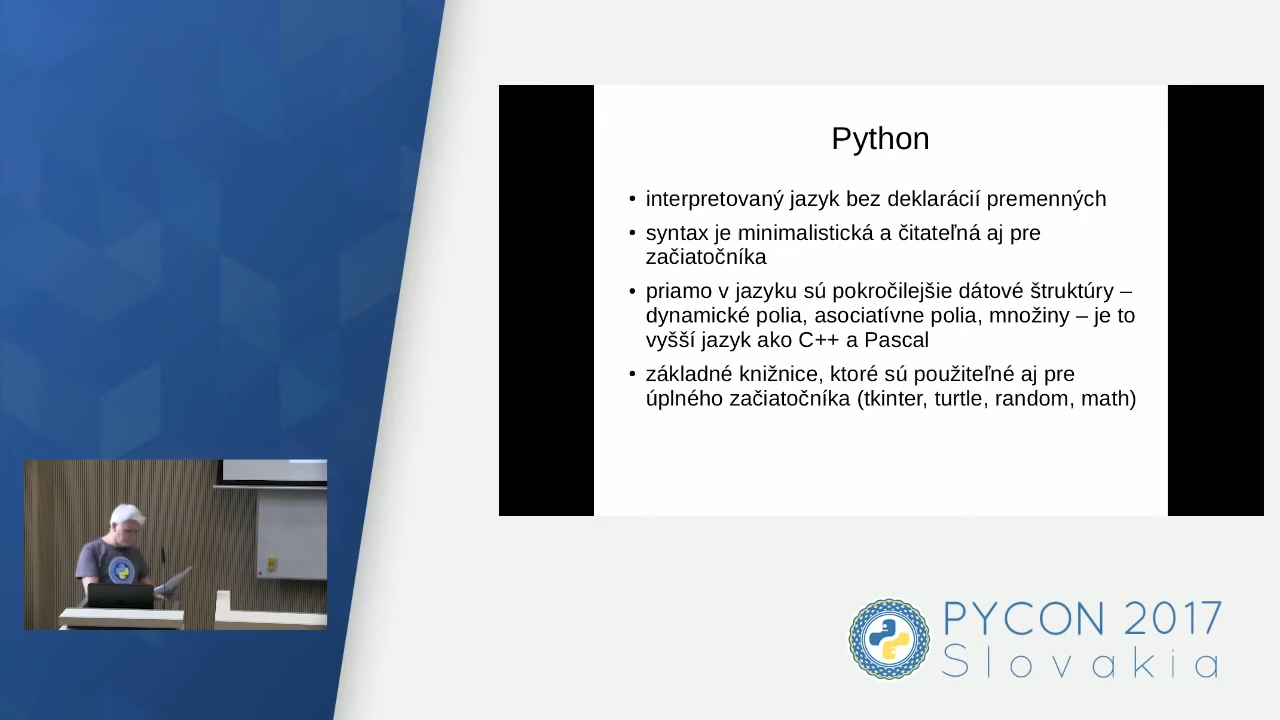 Python
• interpretovaný jazyk bez deklarácií premenných
• syntax je minimalistická a čitateľná aj pre
začiatočníka
• priamo v jazyku sú pokročilejšie dátové štruktúry –
dynamické polia, asociatívne polia, množiny – je to
vyšší jazyk ako C++ a Pascal
• základné knižnice, ktoré sú použiteľné aj pre
úplného začiatočníka (tkinter, turtle, random, math)
PYCON 2017
Slovakia